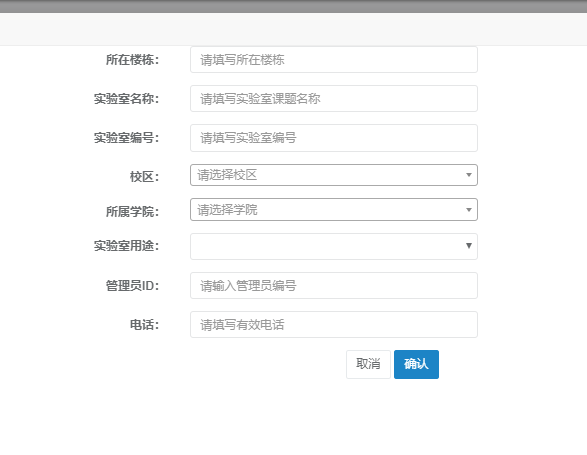 所在楼栋： 请填写所在楼栋
实验室名称： 请填写实验室课题名称
实验室编号： 请填写实验室编号
校区： 请选择校区
所属学院： 请选择学院
实验室用途：
管理员ID： 请输入管理员编号
电话： 请填写有效电话
取消 确认